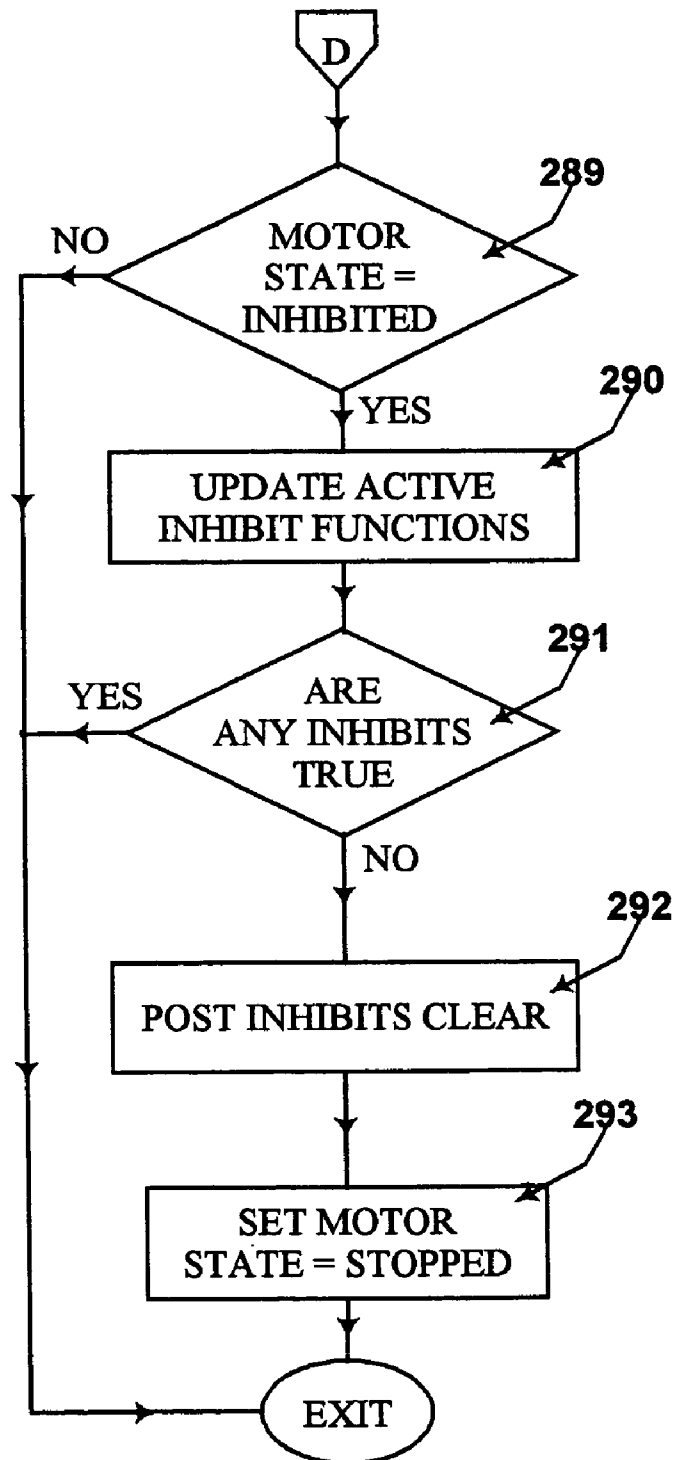 D
289
NO
MOTOR
STATE =
INHIBITED
290
YES
UPDATE ACTIVE
INHIBIT FUNCTIONS
291
YES
ARE
ANY INHIBITS
TRUE
NO
292
POST INHIBITS CLEAR
293
SET MOTOR
STATE = STOPPED
EXIT